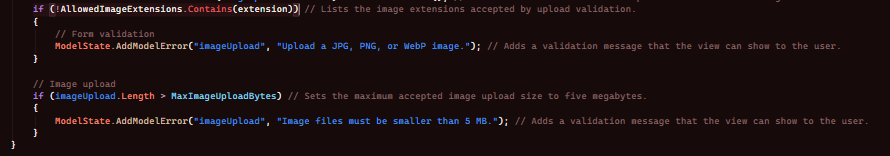 if (!AllowedImageExtensions.Contains(extension)) // Lists the image extensions accepted by upload validation.
{
// Form validation
ModelState.AddModelError("imageUpload", "Upload a JPG, PNG, or WebP image."); // Adds a validation message that the view can show to the user.
}
// Image upload
if (imageUpload.Length > MaxImageUploadBytes) // Sets the maximum accepted image upload size to five megabytes.
{
ModelState.AddModelError("imageUpload", "Image files must be smaller than 5 MB."); // Adds a validation message that the view can show to the user.
}
}